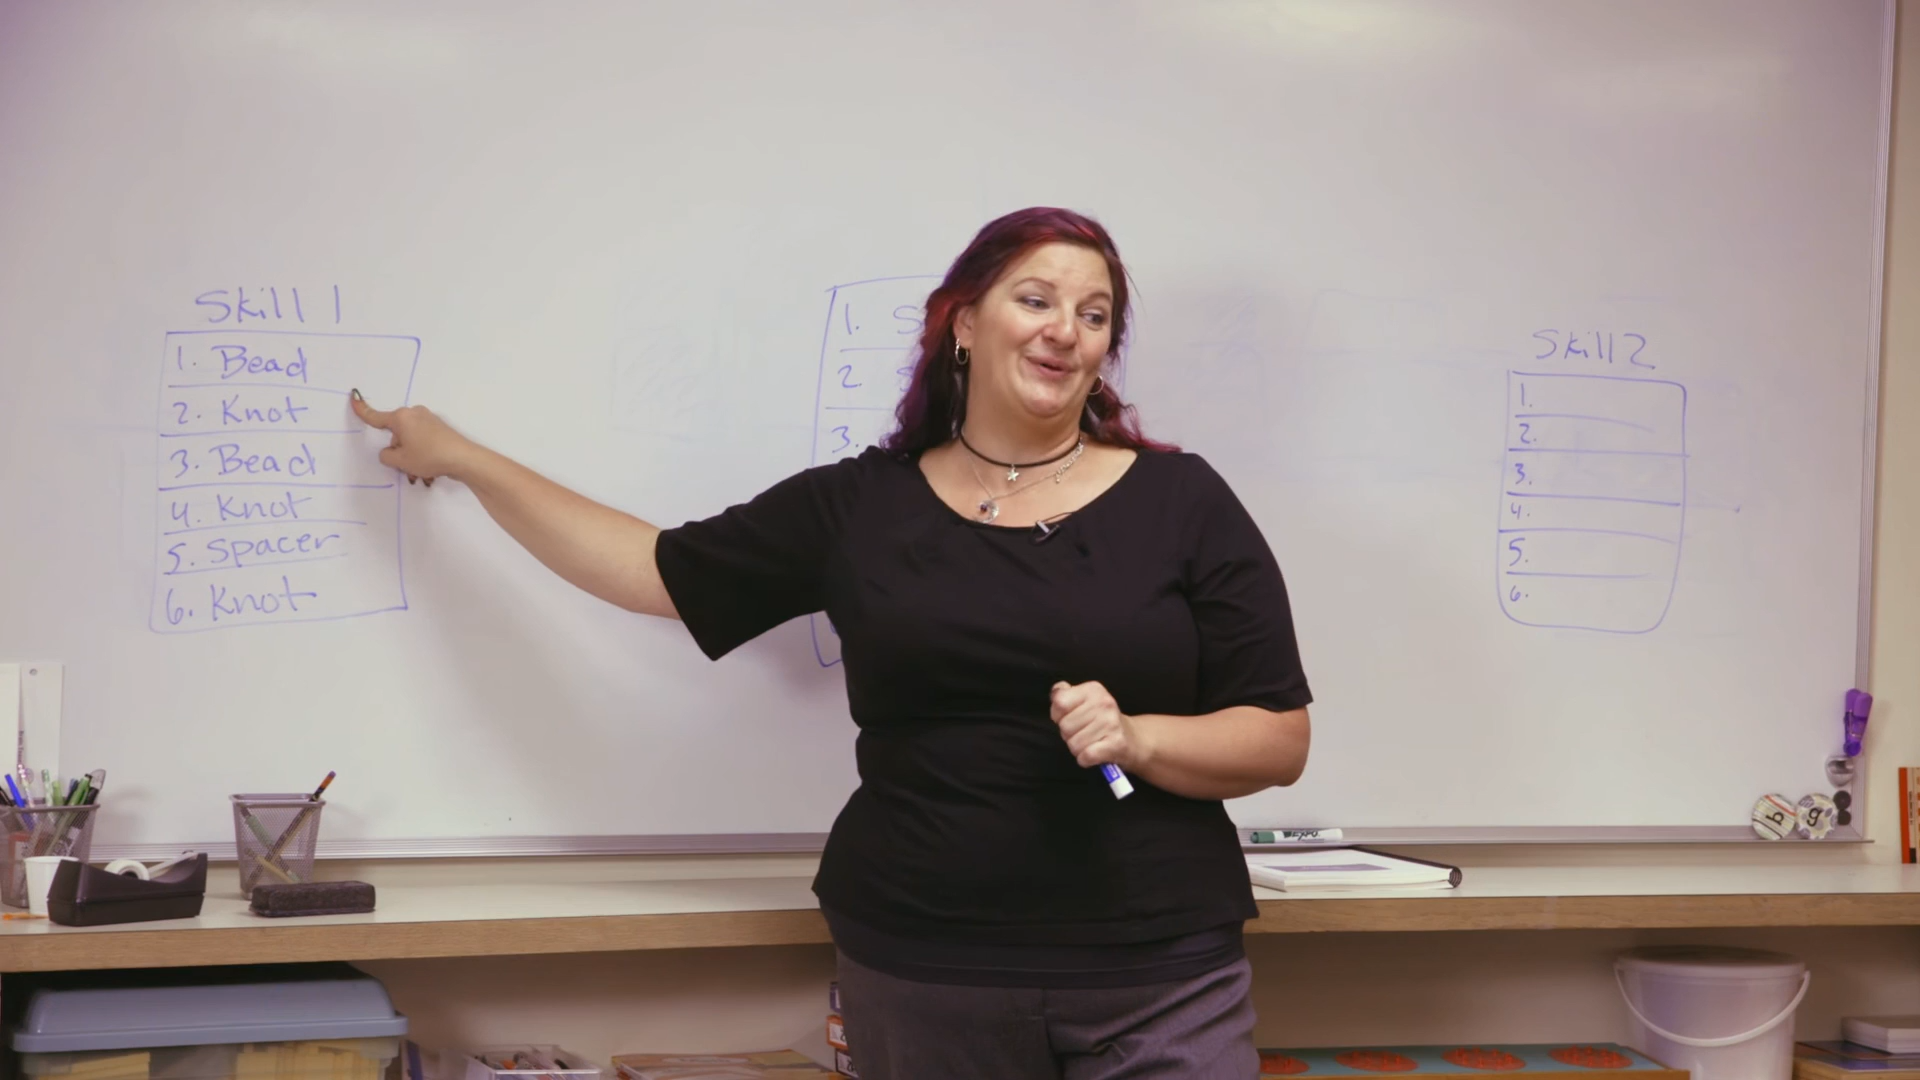 Skill 1
1. Bead
2. Knot
3. Bead
4. Knot
5. Spacer
6. Knot
1. S
2 S
3.
Skill 2
1.
2.
3.
4.
5.
6.
EXPO
b
g